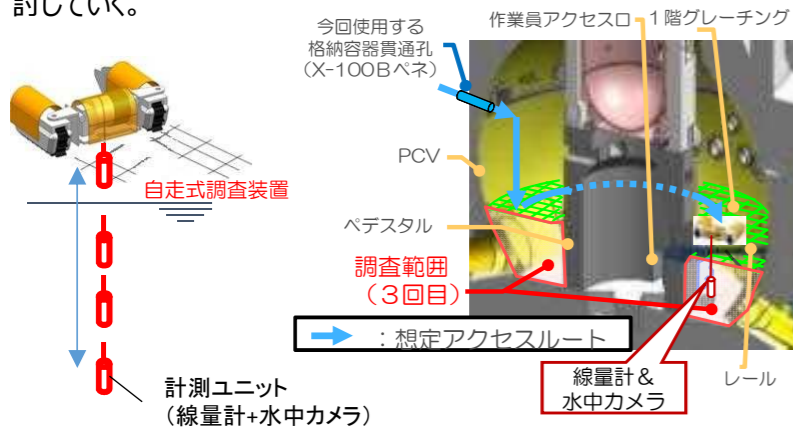 討していく。
今回使用する
格納容器貫通孔
（X-100Bペネ）
作業員アクセス口
1階グレーチング
PCV
自走式調査装置
ペデスタル
調査範囲
（3回目）
：想定アクセスルート
計測ユニット
（線量計+水中カメラ）
線量計＆
水中カメラ
レール